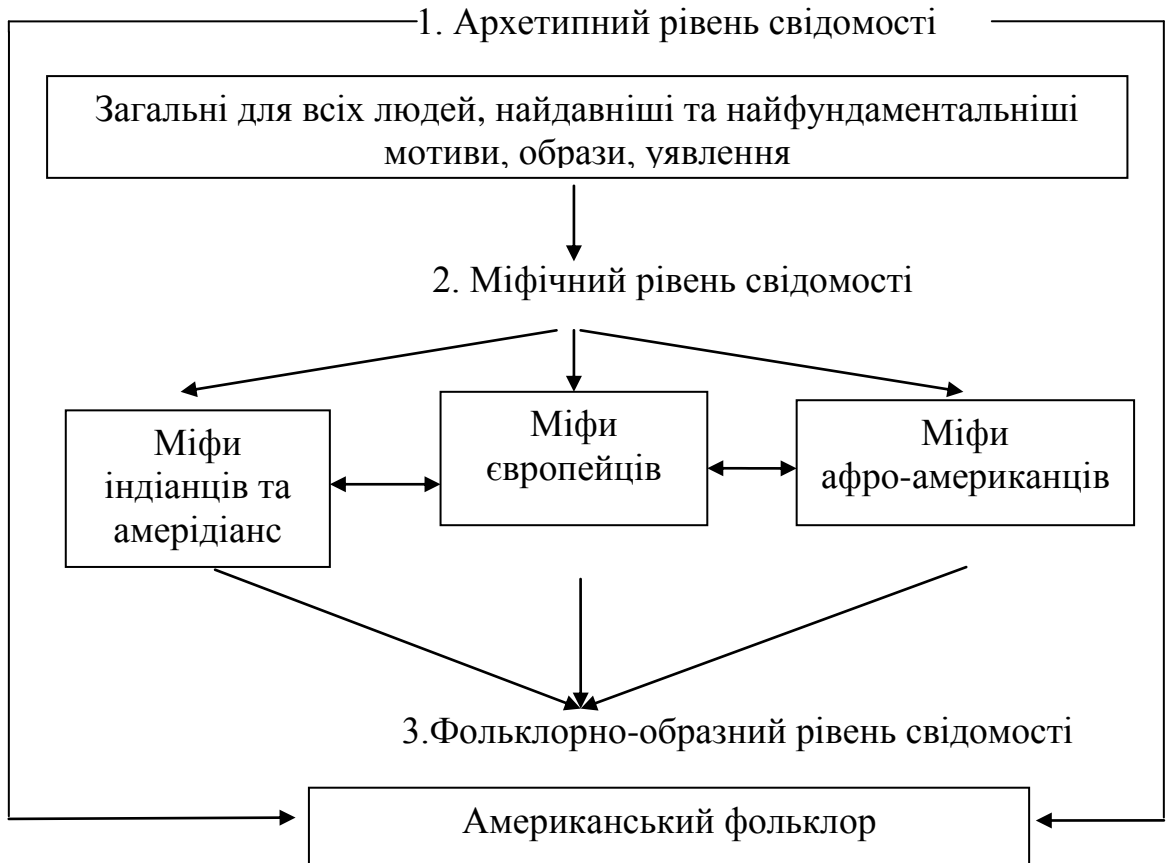 1. Архетипний рівень свідомості
Загальні для всіх людей, найдавніші та найфундаментальніші
мотиви, образи, уявлення
2. Міфічний рівень свідомості
Міфи
індіанців та
амерідіанс
Міфи
європейців
Міфи
афро-американців
3.Фольклорно-образний рівень свідомості
Американський фольклор